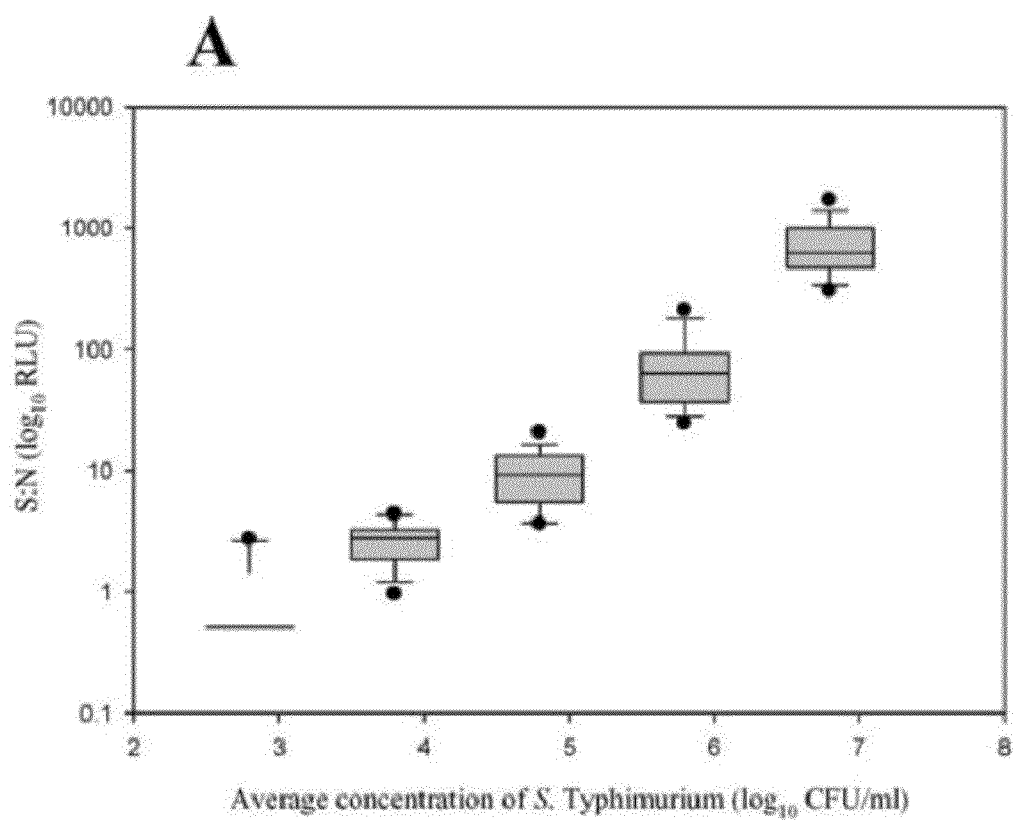 A
10000
1000
100
10
1
0.1
S:N (log10 RLU)
2 3 4 5 6 7 8
Average concentration of S. Typhimurium (log10 CFU/ml)